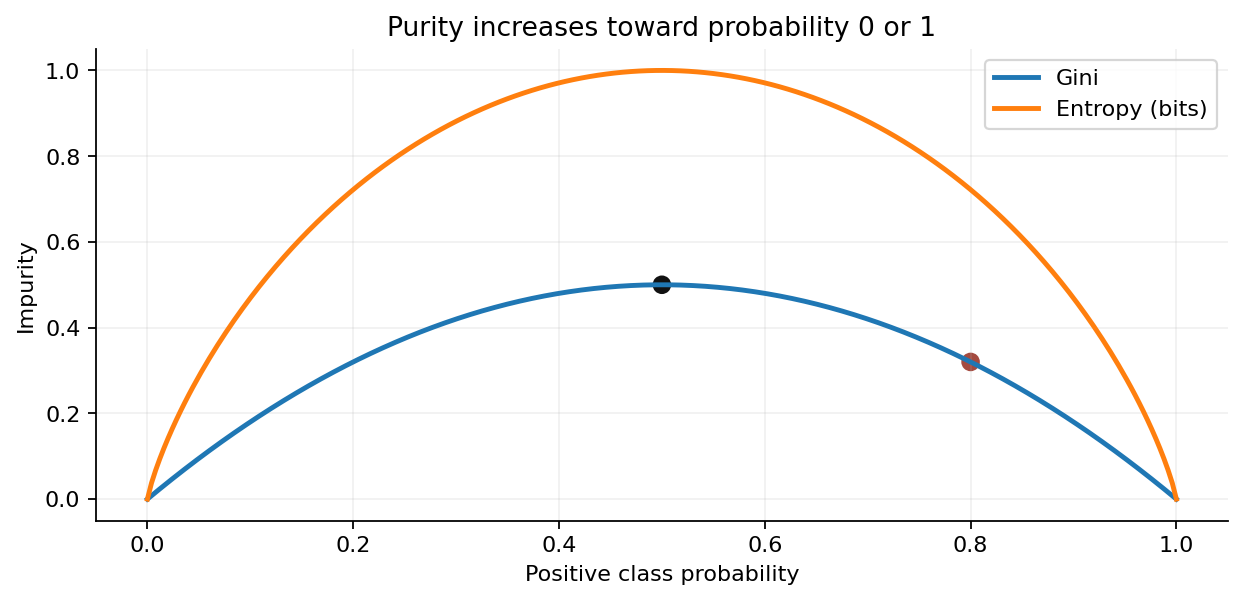 Purity increases toward probability 0 or 1
Gini
Entropy (bits)
Impurity
1.0
0.8
0.6
0.4
0.2
0.0
0.0 0.2 0.4 0.6 0.8 1.0
Positive class probability